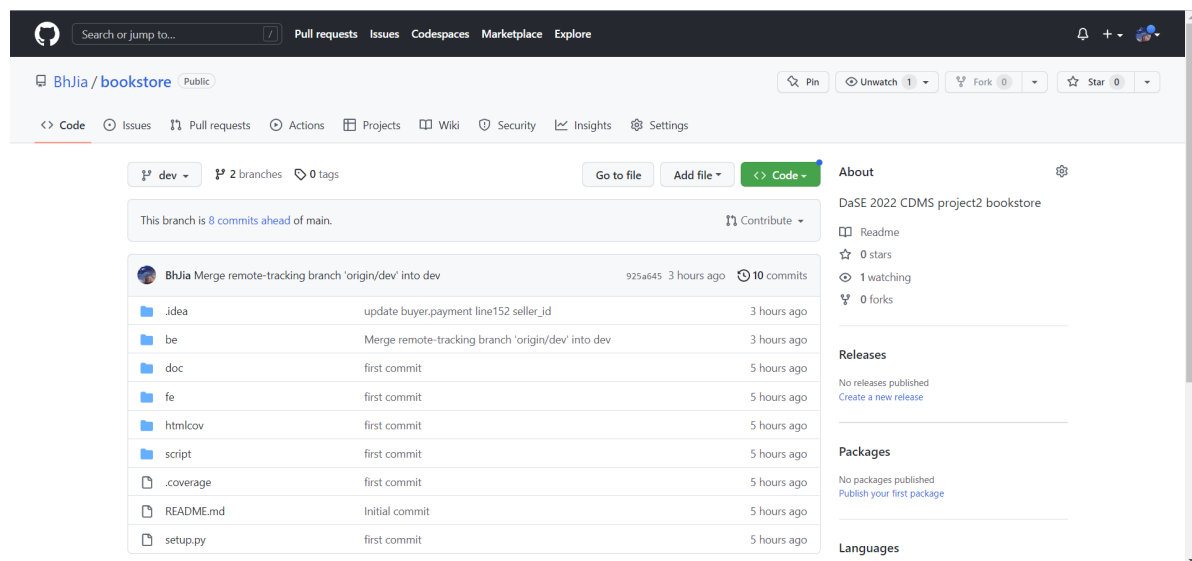 Search or jump to... / Pull requests Issues Codespaces Marketplace Explore
BhJia / bookstore Public Pin Unwatch 1 Fork 0 Star 0
Code Issues Pull requests Actions Projects Wiki Security Insights Settings
dev 2 branches 0 tags Go to file Add file Code
This branch is 8 commits ahead of main. Contribute
BhJia Merge remote-tracking branch 'origin/dev' into dev 925a645 3 hours ago 10 commits
.idea update buyer.payment line152 seller_id 3 hours ago
be Merge remote-tracking branch 'origin/dev' into dev 3 hours ago
doc first commit 5 hours ago
fe first commit 5 hours ago
htmlcov first commit 5 hours ago
script first commit 5 hours ago
.coverage first commit 5 hours ago
README.md Initial commit 5 hours ago
setup.py first commit 5 hours ago
About
DaSE 2022 CDMS project2 bookstore
Readme
0 stars
1 watching
0 forks
Releases
No releases published
Create a new release
Packages
No packages published
Publish your first package
Languages